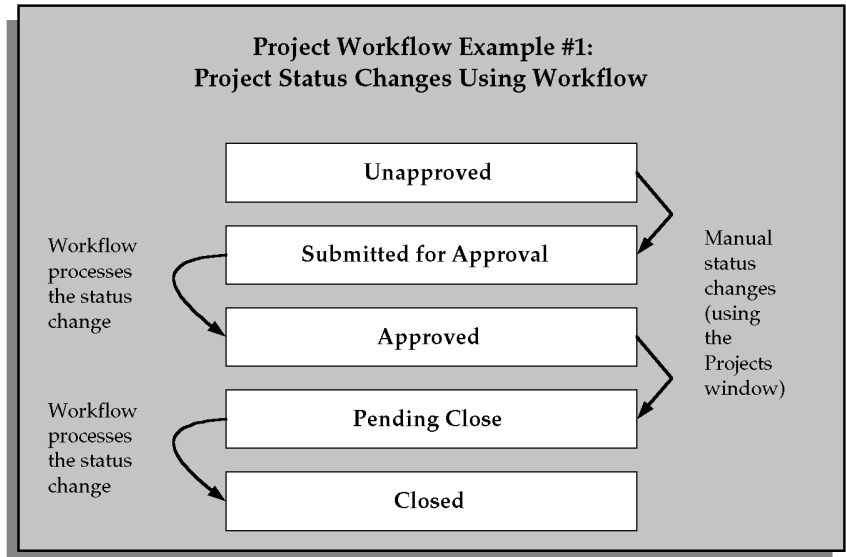 Project Workflow Example #1:
Project Status Changes Using Workflow
Unapproved
Submitted for Approval
Approved
Pending Close
Closed
Workflow
processes
the status
change
Workflow
processes
the status
change
Manual
status
changes
(using
the
Projects
window)